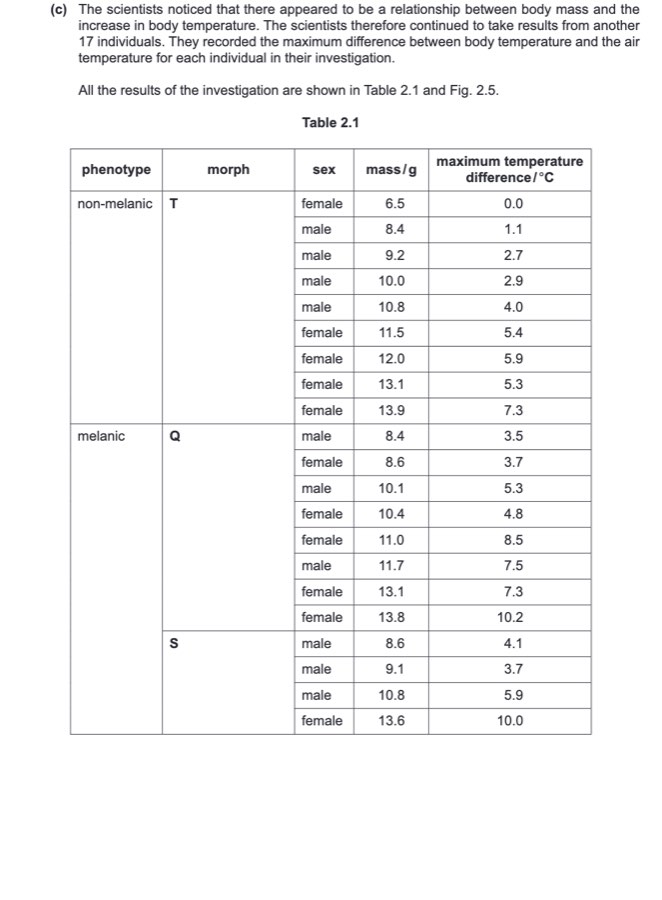 (c) The scientists noticed that there appeared to be a relationship between body mass and the
increase in body temperature. The scientists therefore continued to take results from another
17 individuals. They recorded the maximum difference between body temperature and the air
temperature for each individual in their investigation.
All the results of the investigation are shown in Table 2.1 and Fig. 2.5.
Table 2.1
phenotype morph sex mass/g maximum temperature
difference/°C
non-melanic T female 6.5 0.0
male 8.4 1.1
male 9.2 2.7
male 10.0 2.9
male 10.8 4.0
female 11.5 5.4
female 12.0 5.9
female 13.1 5.3
female 13.9 7.3
melanic Q male 8.4 3.5
female 8.6 3.7
male 10.1 5.3
female 10.4 4.8
female 11.0 8.5
male 11.7 7.5
female 13.1 7.3
female 13.8 10.2
S male 8.6 4.1
male 9.1 3.7
male 10.8 5.9
female 13.6 10.0